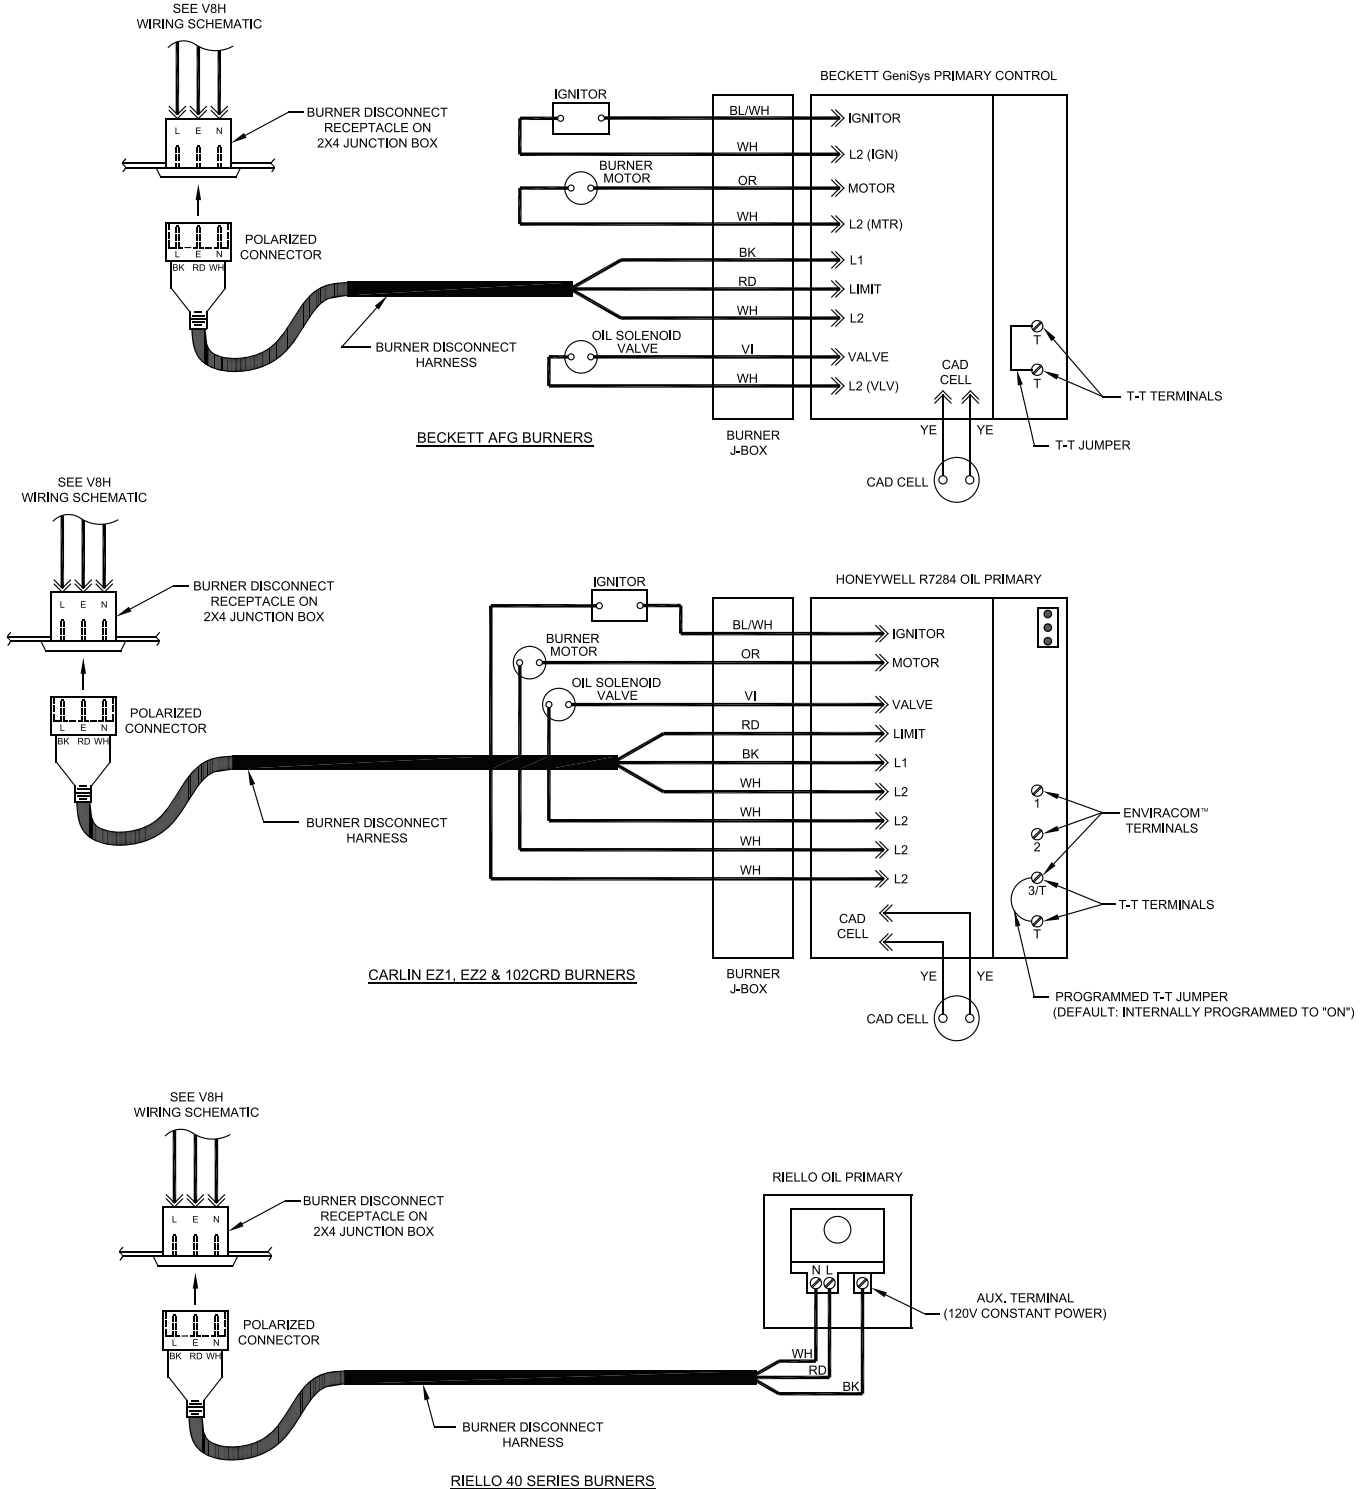 SEE V8H
WIRING SCHEMATIC
L E N
BURNER DISCONNECT
RECEPTACLE ON
2X4 JUNCTION BOX
POLARIZED
CONNECTOR
L E N
BK RD WH
BURNER DISCONNECT
HARNESS
IGNITOR
BURNER
MOTOR
OIL SOLENOID
VALVE
BL/WH
WH
OR
WH
BK
RD
WH
VI
WH
BURNER
J-BOX
BECKETT GeniSys PRIMARY CONTROL
IGNITOR
L2 (IGN)
MOTOR
L2 (MTR)
L1
LIMIT
L2
VALVE
L2 (VLV)
CAD
CELL
YE YE
CAD CELL
T
T
T-T TERMINALS
T-T JUMPER
BECKETT AFG BURNERS
SEE V8H
WIRING SCHEMATIC
L E N
BURNER DISCONNECT
RECEPTACLE ON
2X4 JUNCTION BOX
POLARIZED
CONNECTOR
L E N
BK RD WH
BURNER DISCONNECT
HARNESS
IGNITOR
BURNER
MOTOR
OIL SOLENOID
VALVE
BL/WH
OR
VI
RD
BK
WH
WH
WH
WH
BURNER
J-BOX
HONEYWELL R7284 OIL PRIMARY
IGNITOR
MOTOR
VALVE
LIMIT
L1
L2
L2
L2
L2
CAD
CELL
YE YE
CAD CELL
1
2
3/T
T
ENVIRACOM™
TERMINALS
T-T TERMINALS
PROGRAMMED T-T JUMPER
(DEFAULT: INTERNALLY PROGRAMMED TO "ON")
CARLIN EZ1, EZ2 & 102CRD BURNERS
SEE V8H
WIRING SCHEMATIC
L E N
BURNER DISCONNECT
RECEPTACLE ON
2X4 JUNCTION BOX
POLARIZED
CONNECTOR
L E N
BK RD WH
BURNER DISCONNECT
HARNESS
RIELLO OIL PRIMARY
N L
AUX. TERMINAL
(120V CONSTANT POWER)
WH
RD
BK
RIELLO 40 SERIES BURNERS